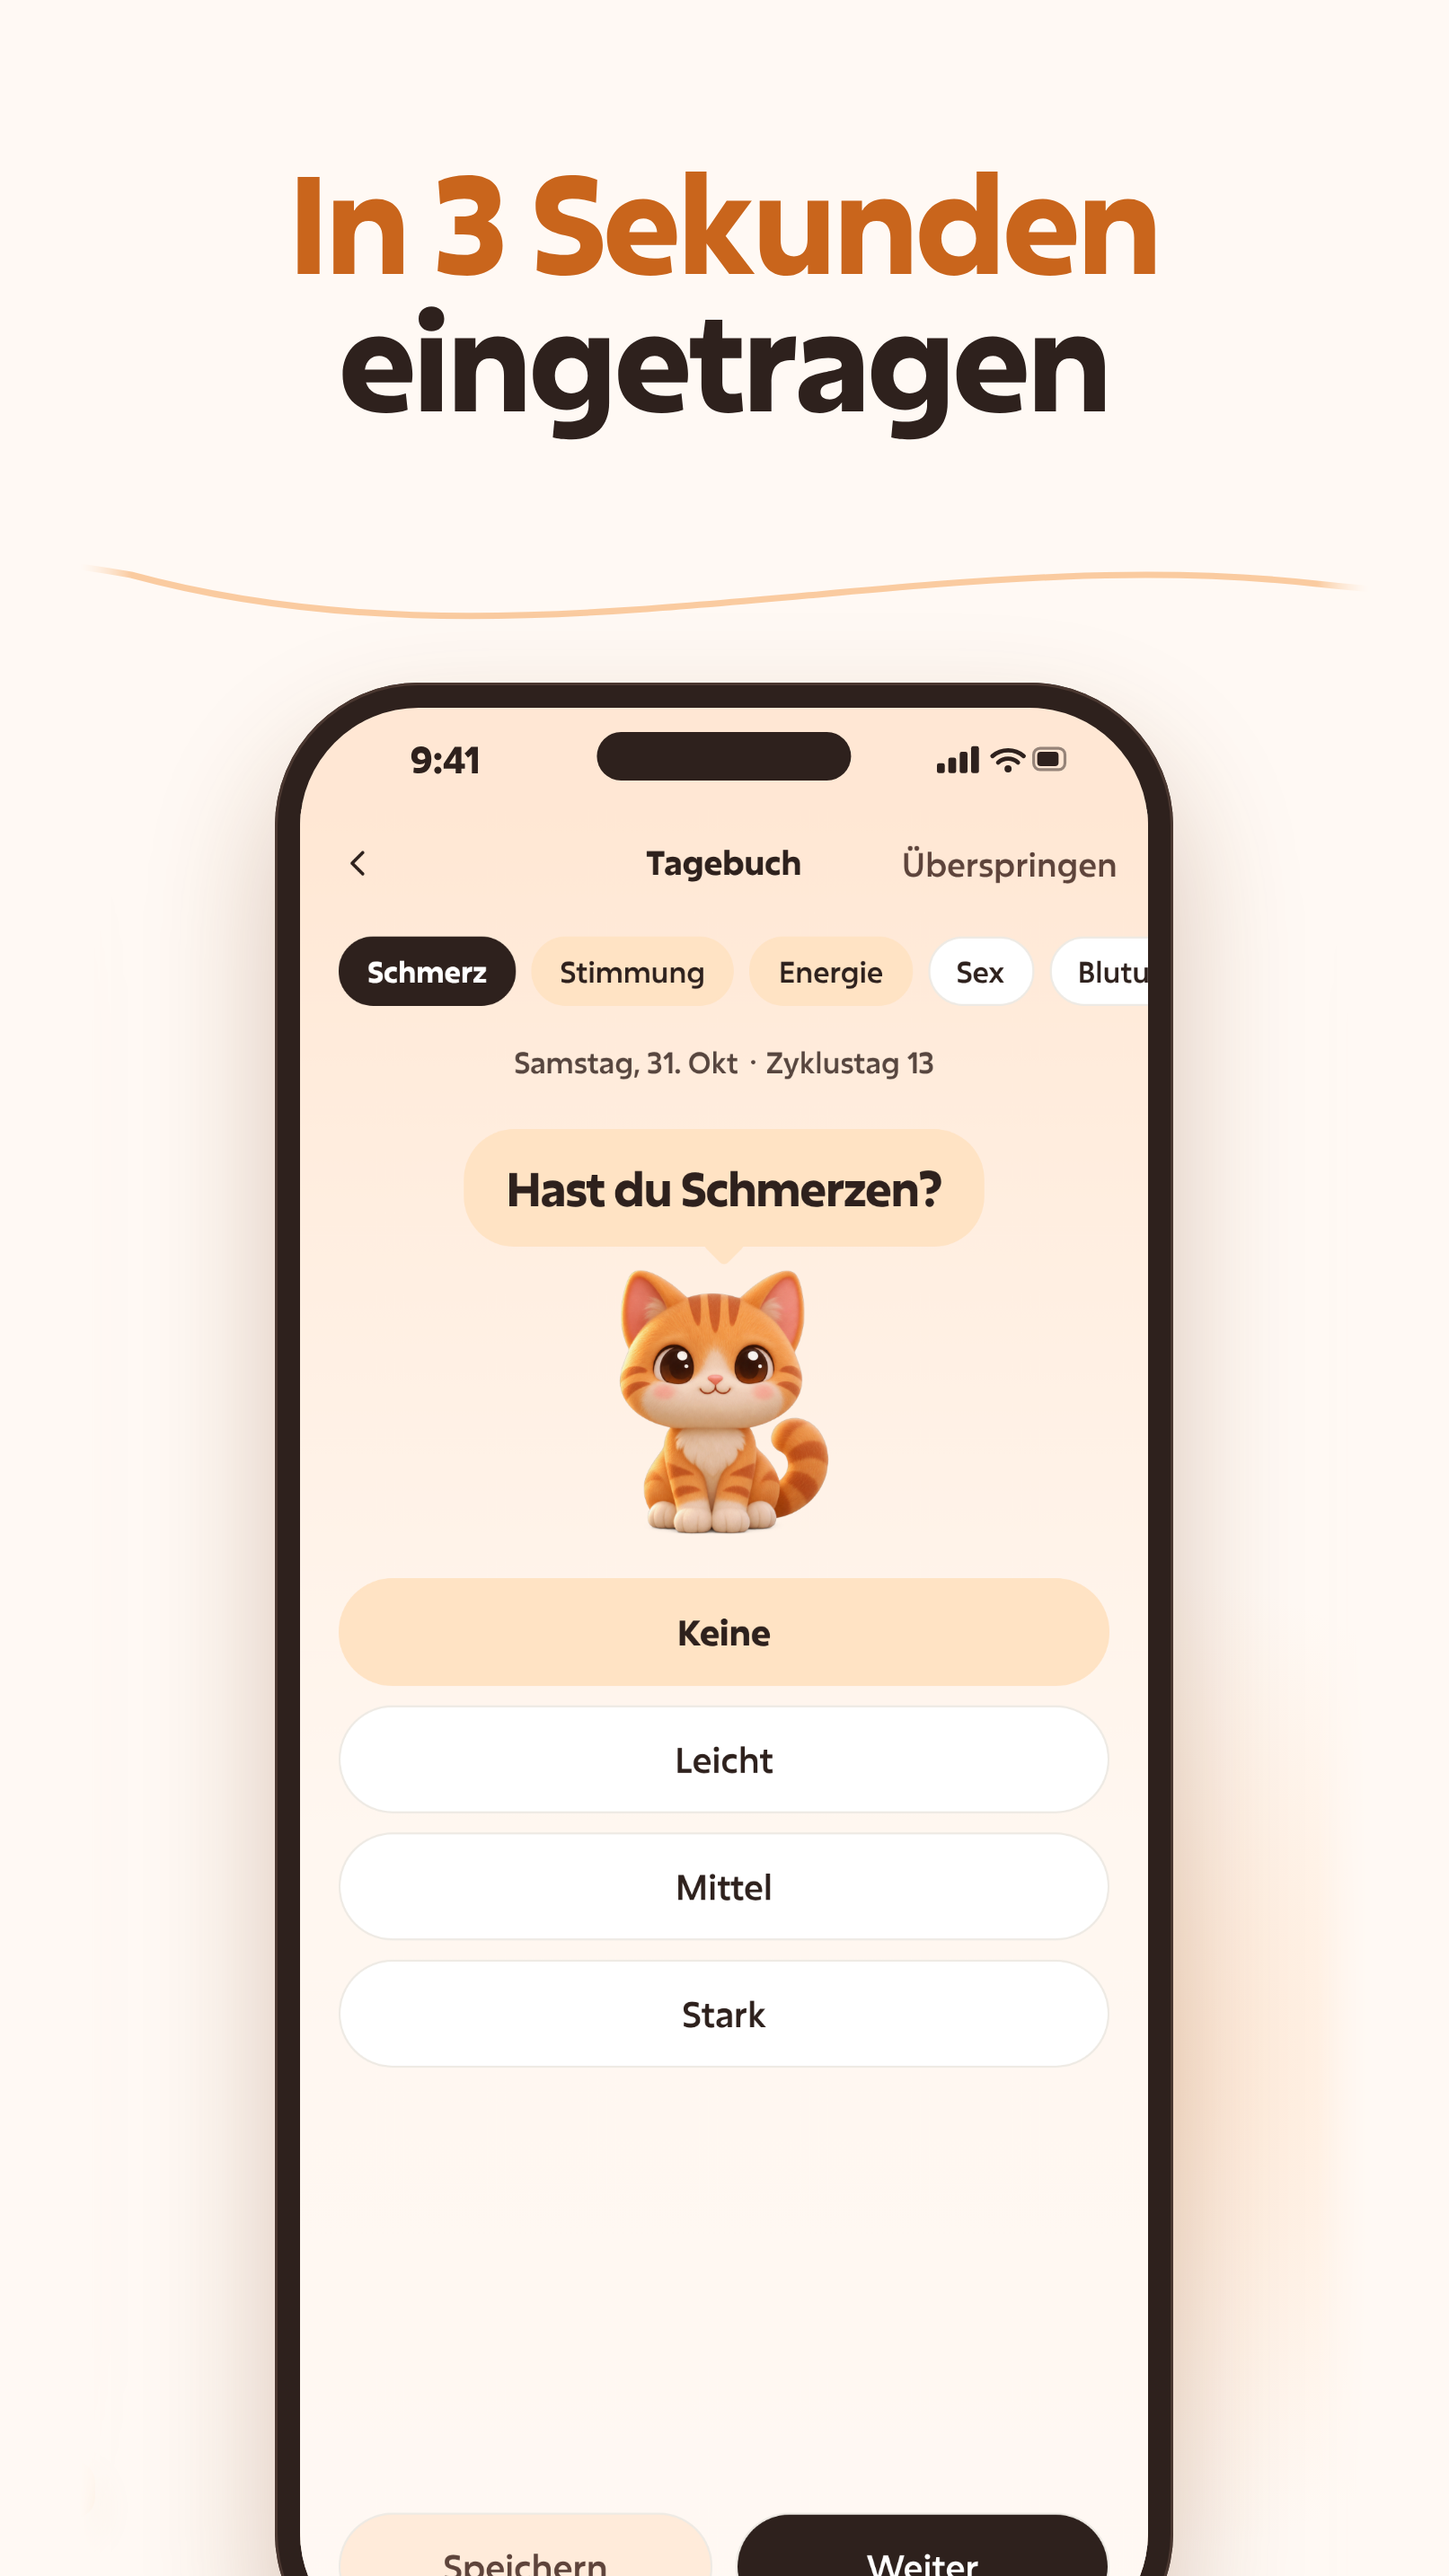 In 3 Sekunden
eingetragen
9:41
Tagebuch
Überspringen
Schmerz
Stimmung
Energie
Sex
Blutu
Samstag, 31. Okt · Zyklustag 13
Hast du Schmerzen?
Keine
Leicht
Mittel
Stark
Speichern
Weiter